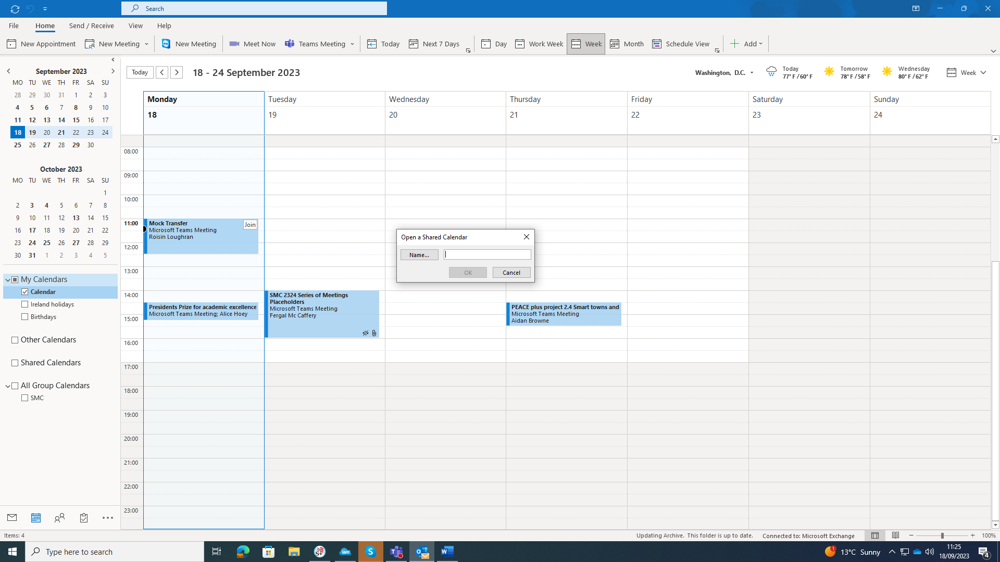 Search
File Home Send / Receive View Help
New Appointment New Meeting New Meeting Meet Now Teams Meeting Today Next 7 Days Day Work Week Week Month Schedule View Add
September 2023
MO TU WE TH FR SA SU
28 29 30 31 1 2 3
4 5 6 7 8 9 10
11 12 13 14 15 16 17
18 19 20 21 22 23 24
25 26 27 28 29 30
October 2023
MO TU WE TH FR SA SU
1
2 3 4 5 6 7 8
9 10 11 12 13 14 15
16 17 18 19 20 21 22
23 24 25 26 27 28 29
30 31 1 2 3 4 5
My Calendars
Calendar
Ireland holidays
Birthdays
Other Calendars
Shared Calendars
All Group Calendars
SMC
Today 18 - 24 September 2023
Washington, D.C.
Today
77° F / 60° F
Tomorrow
78° F / 58° F
Wednesday
80° F / 62° F
Week
Monday Tuesday Wednesday Thursday Friday Saturday Sunday
18 19 20 21 22 23 24
08:00
09:00
10:00
11:00
12:00
13:00
14:00
15:00
16:00
17:00
18:00
19:00
20:00
21:00
22:00
23:00
Mock Transfer
Microsoft Teams Meeting
Roisin Loughran
Join
Presidents Prize for academic excellence
Microsoft Teams Meeting; Alice Hoey
SMC 2324 Series of Meetings
Placeholders
Microsoft Teams Meeting
Fergal Mc Caffery
PEACE plus project 2.4 Smart towns and
Microsoft Teams Meeting
Aidan Browne
Open a Shared Calendar
Name...
OK Cancel
Items: 4
Updating Archive. This folder is up to date. Connected to: Microsoft Exchange 100%
Type here to search
13°C Sunny
11:25
18/09/2023
4